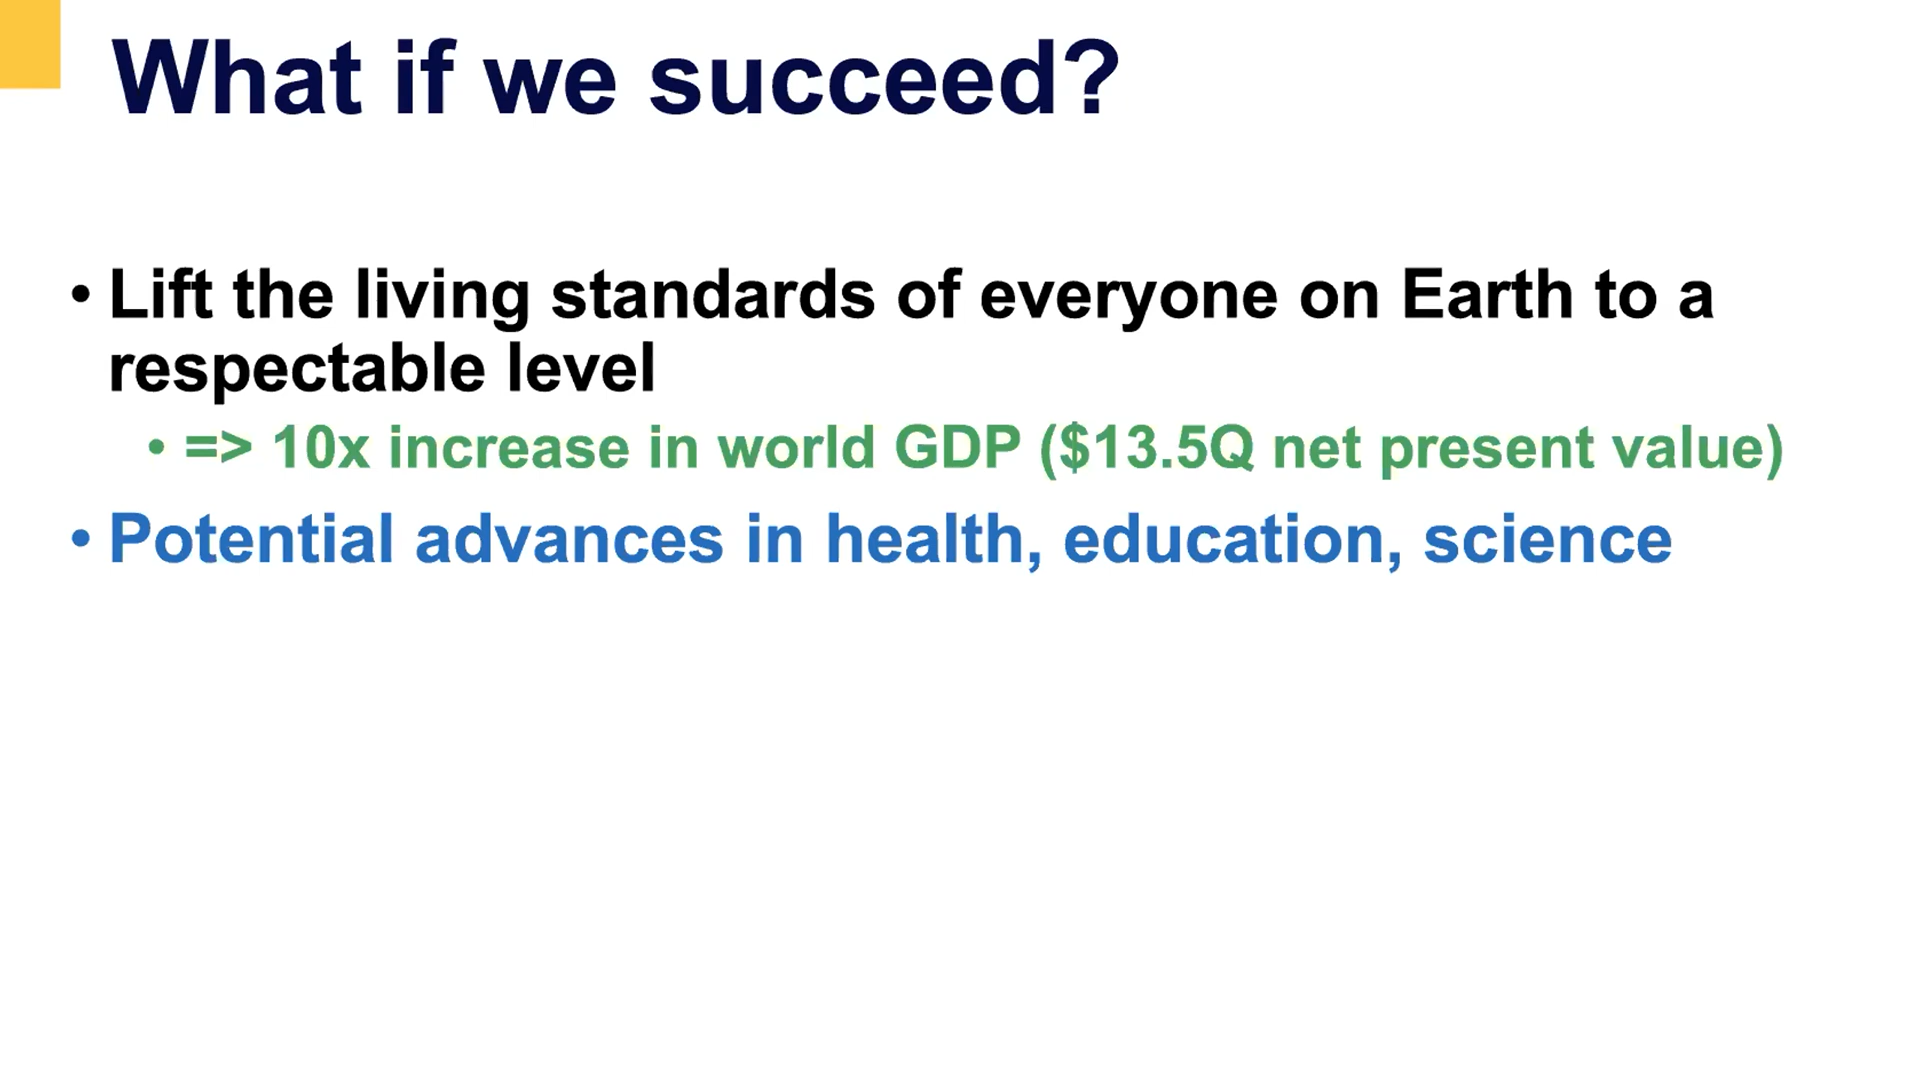 What if we succeed?
• Lift the living standards of everyone on Earth to a
respectable level
• => 10x increase in world GDP ($13.5Q net present value)
• Potential advances in health, education, science